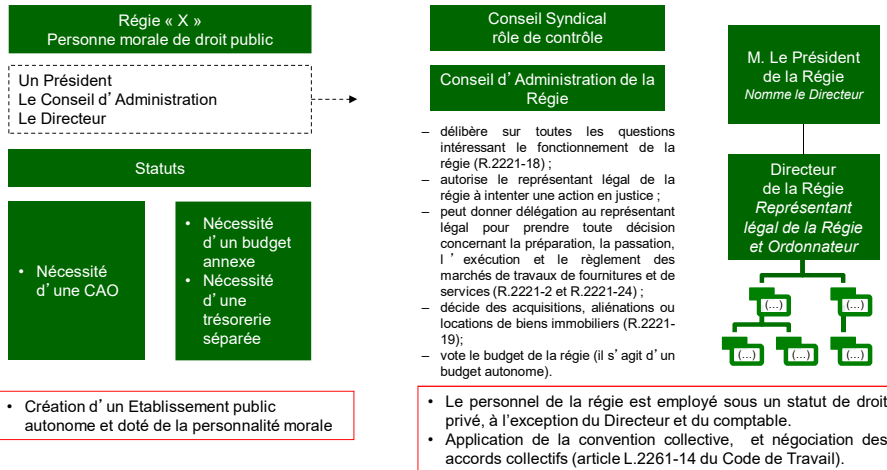 Régie « X »
Personne morale de droit public
Un Président
Le Conseil d’Administration
Le Directeur
Statuts
• Nécessité
d’une CAO
• Nécessité
d’un budget
annexe
• Nécessité
d’une
trésorerie
séparée
• Création d’un Etablissement public
autonome et doté de la personnalité morale
Conseil Syndical
rôle de contrôle
Conseil d’Administration de la
Régie
– délibère sur toutes les questions
intéressant le fonctionnement de la
régie (R.2221-18) ;
– autorise le représentant légal de la
régie à intenter une action en justice ;
– peut donner délégation au représentant
légal pour prendre toute décision
concernant la préparation, la passation,
l’exécution et le règlement des
marchés de travaux de fournitures et de
services (R.2221-2 et R.2221-24) ;
– décide des acquisitions, aliénations ou
locations de biens immobiliers (R.2221-
19);
– vote le budget de la régie (il s’agit d’un
budget autonome).
M. Le Président
de la Régie
Nomme le Directeur
Directeur
de la Régie
Représentant
légal de la Régie
et Ordonnateur
(...) (...)
(...) (...) (...)
• Le personnel de la régie est employé sous un statut de droit
privé, à l’exception du Directeur et du comptable.
• Application de la convention collective, et négociation des
accords collectifs (article L.2261-14 du Code de Travail).